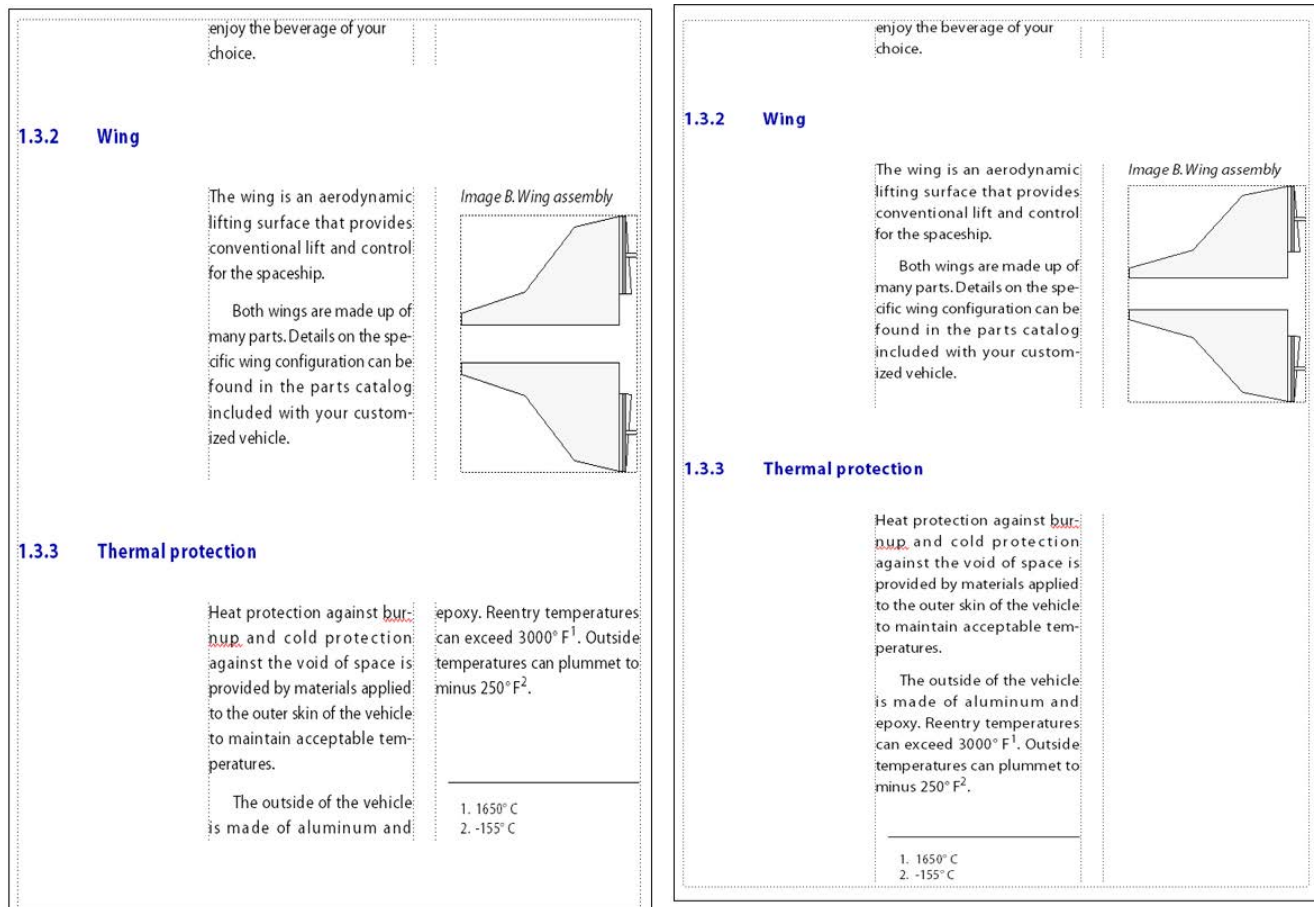 enjoy the beverage of your
choice.
1.3.2 Wing
The wing is an aerodynamic
lifting surface that provides
conventional lift and control
for the spaceship.
Both wings are made up of
many parts. Details on the spe-
cific wing configuration can be
found in the parts catalog
included with your custom-
ized vehicle.
Image B. Wing assembly
1.3.3 Thermal protection
Heat protection against bur-
nup and cold protection
against the void of space is
provided by materials applied
to the outer skin of the vehicle
to maintain acceptable tem-
peratures.
The outside of the vehicle
is made of aluminum and
epoxy. Reentry temperatures
can exceed 3000° F1. Outside
temperatures can plummet to
minus 250° F2.
1. 1650° C
2. -155° C
enjoy the beverage of your
choice.
1.3.2 Wing
The wing is an aerodynamic
lifting surface that provides
conventional lift and control
for the spaceship.
Both wings are made up of
many parts. Details on the spe-
cific wing configuration can be
found in the parts catalog
included with your custom-
ized vehicle.
Image B. Wing assembly
1.3.3 Thermal protection
Heat protection against bur-
nup and cold protection
against the void of space is
provided by materials applied
to the outer skin of the vehicle
to maintain acceptable tem-
peratures.
The outside of the vehicle
is made of aluminum and
epoxy. Reentry temperatures
can exceed 3000° F1. Outside
temperatures can plummet to
minus 250° F2.
1. 1650° C
2. -155° C